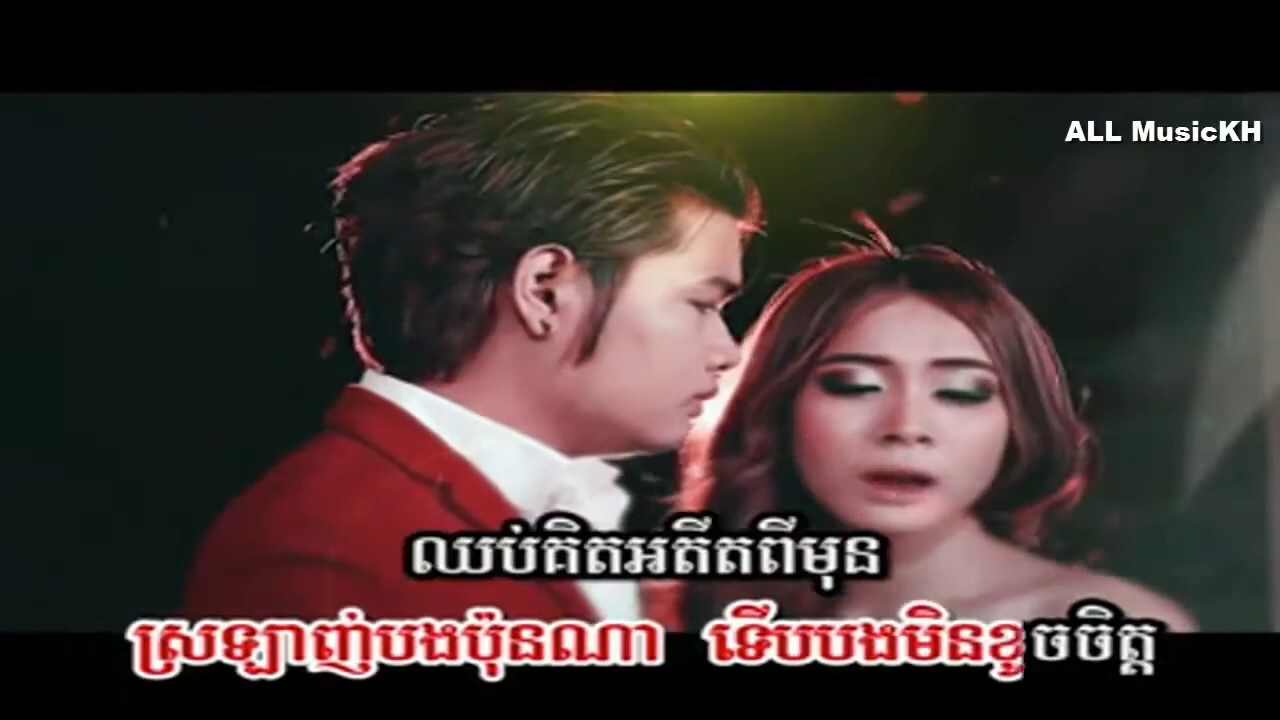 ALL MusicKH
ឈប់គិតអតីតពីមុន
ស្រឡាញ់បងប៉ុនណា ទើបបងមិនខូចចិត្ត